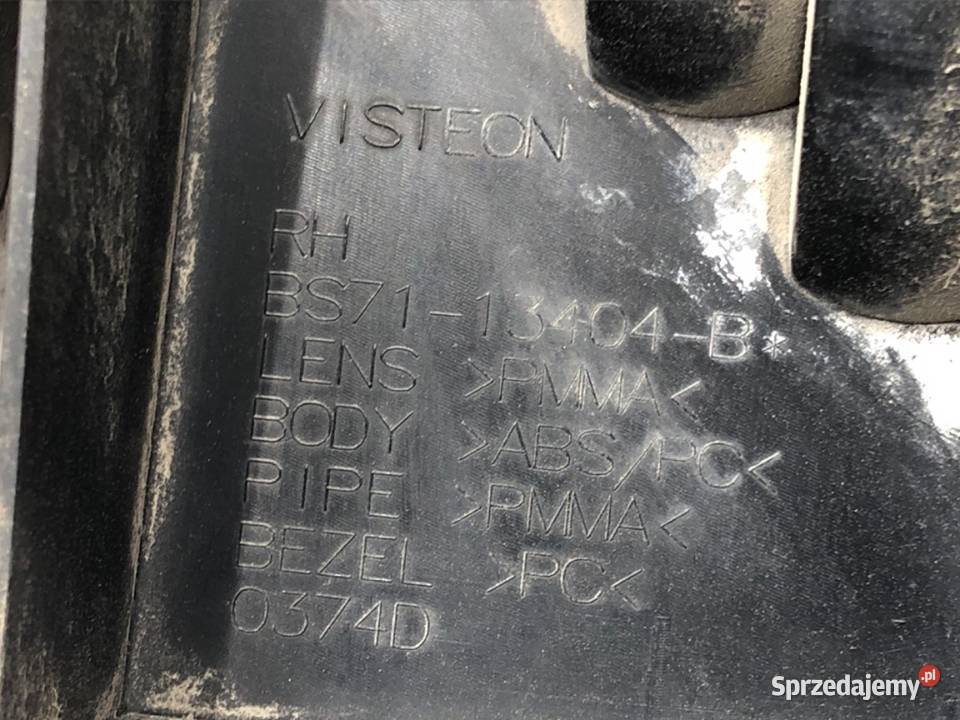 VISTEON
RH
BS71-13404-B*
LENS >PMMA<
BODY >ABS/PC<
PIPE >PMMA<
BEZEL >PC<
0374D
Sprzedajemy.pl